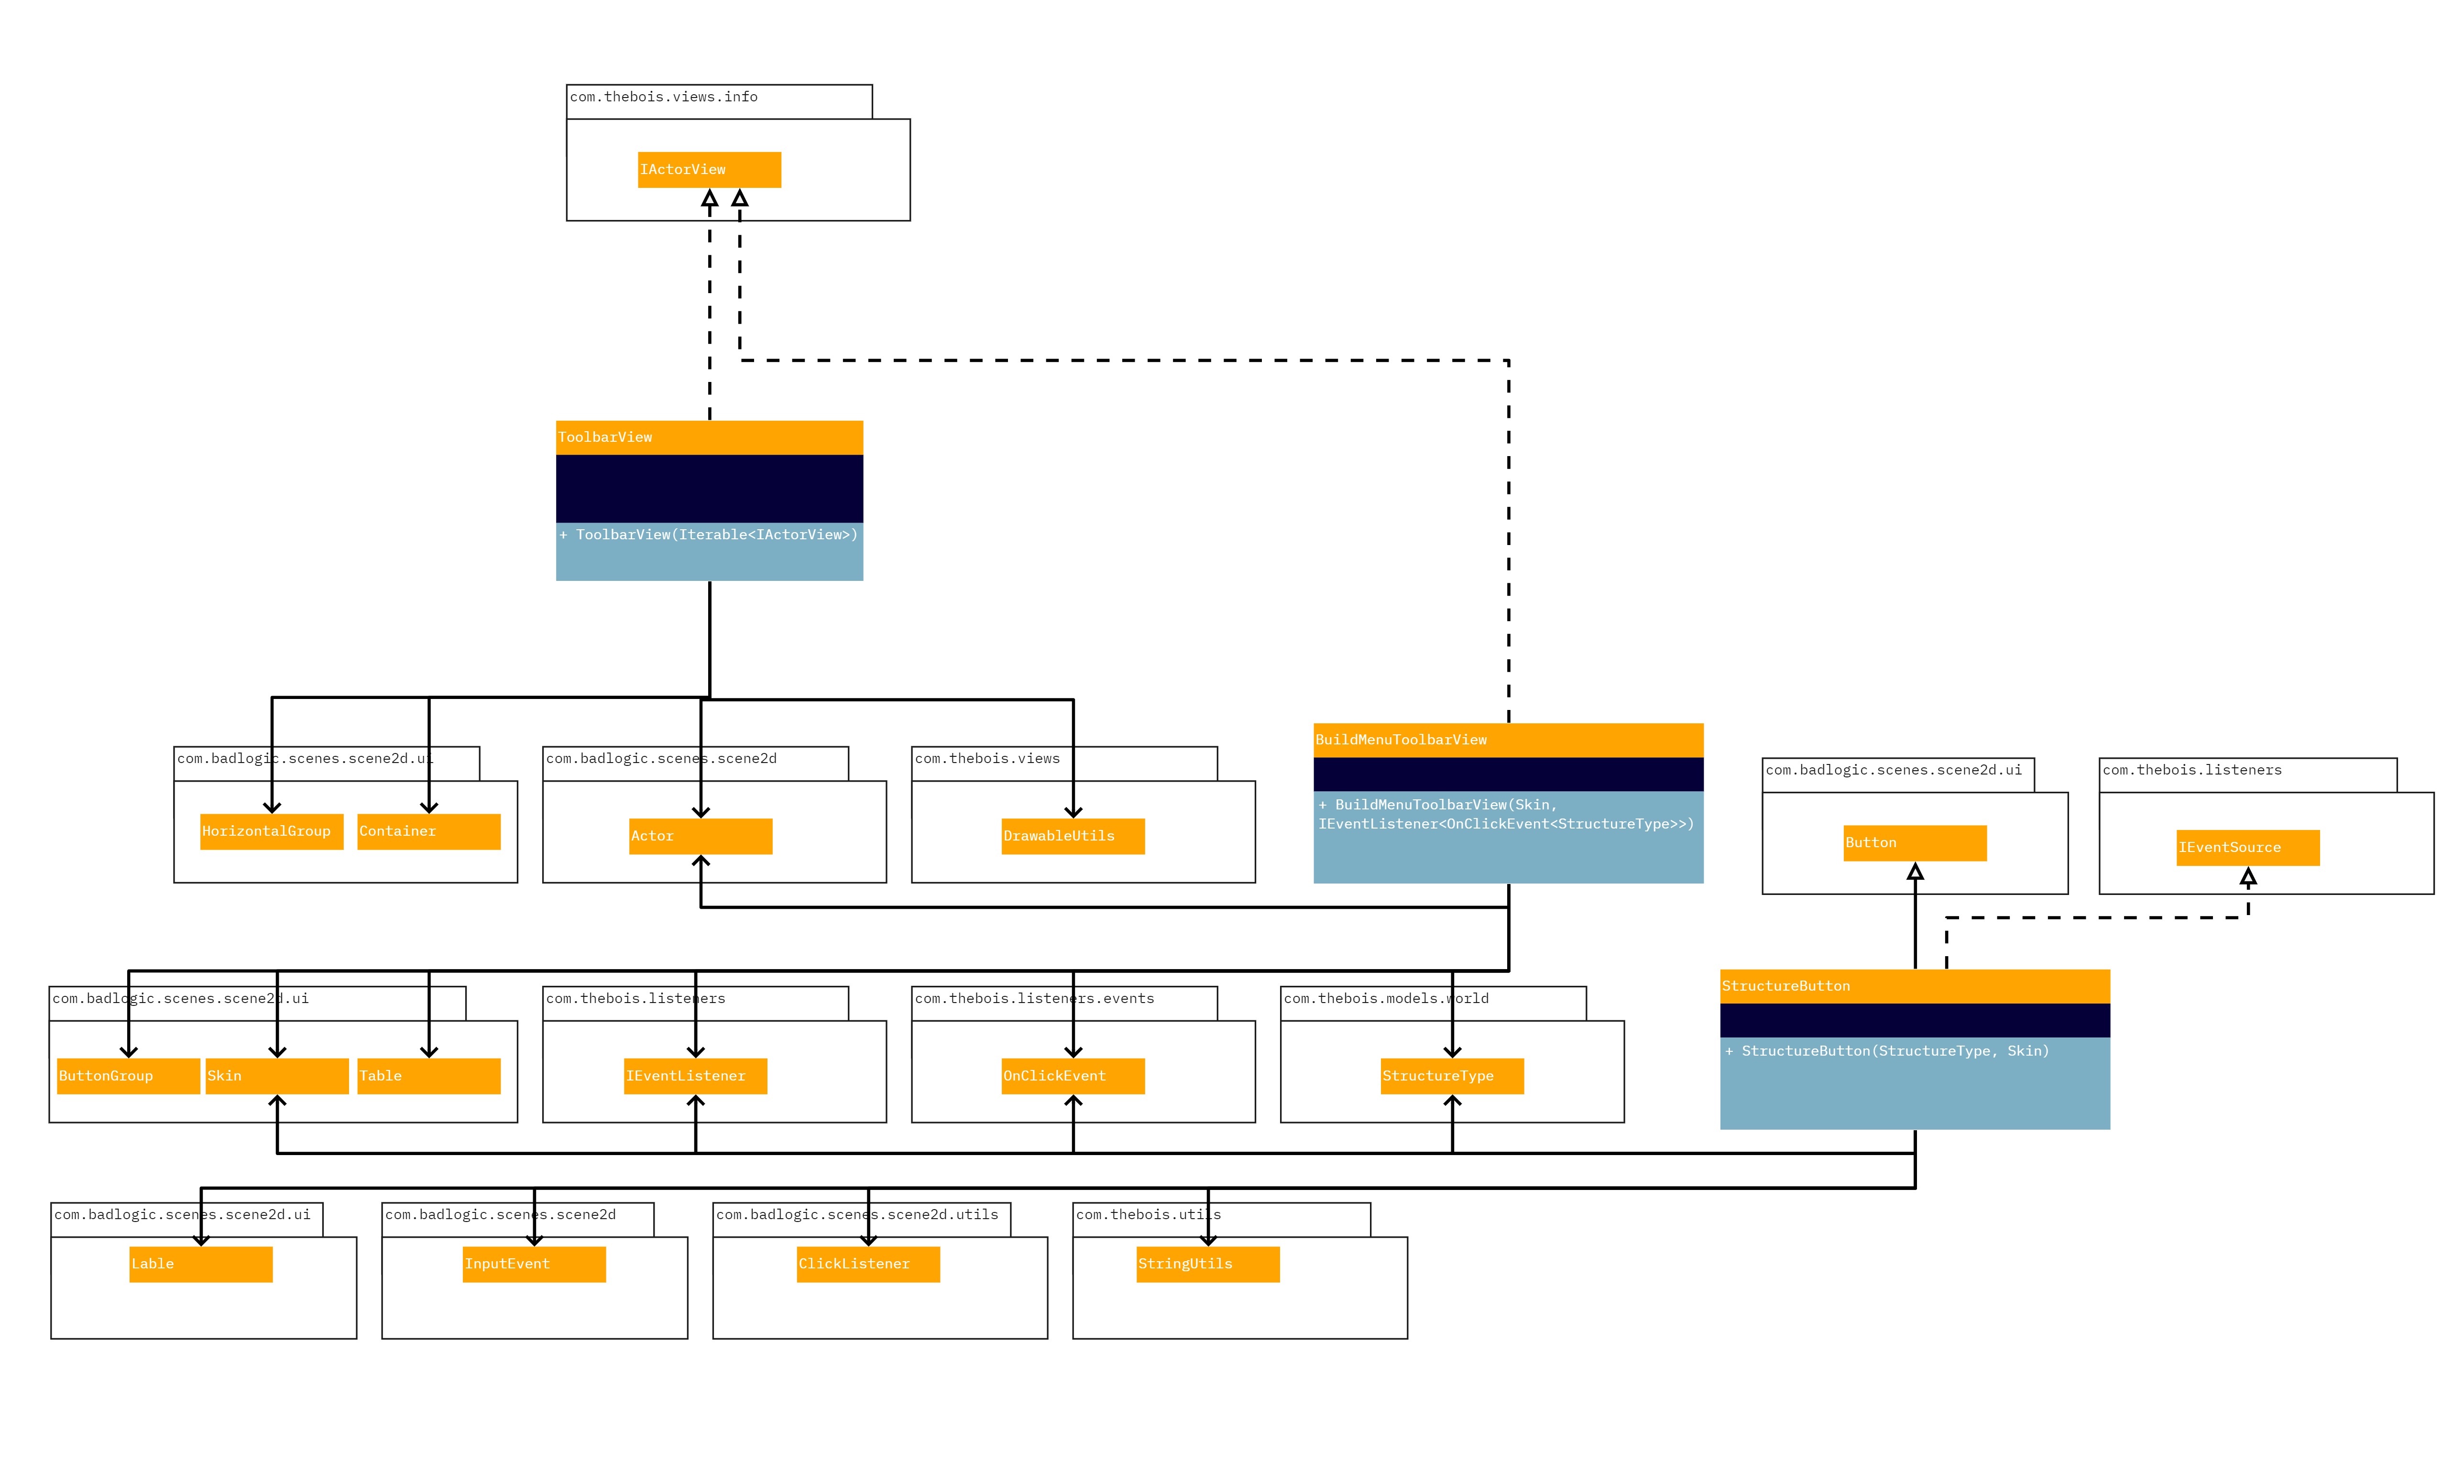 com.thebois.views.info
IActorView
ToolbarView
+ ToolbarView(Iterable<IActorView>)
BuildMenuToolbarView
+ BuildMenuToolbarView(Skin,
IEventListener<OnClickEvent<StructureType>>)
com.badlogic.scenes.scene2d.ui
HorizontalGroup
Container
com.badlogic.scenes.scene2d
Actor
com.thebois.views
DrawableUtils
com.badlogic.scenes.scene2d.ui
Button
com.thebois.listeners
IEventSource
StructureButton
+ StructureButton(StructureType, Skin)
com.badlogic.scenes.scene2d.ui
ButtonGroup
Skin
Table
com.thebois.listeners
IEventListener
com.thebois.listeners.events
OnClickEvent
com.thebois.models.world
StructureType
com.badlogic.scenes.scene2d.ui
Lable
com.badlogic.scenes.scene2d
InputEvent
com.badlogic.scenes.scene2d.utils
ClickListener
com.thebois.utils
StringUtils